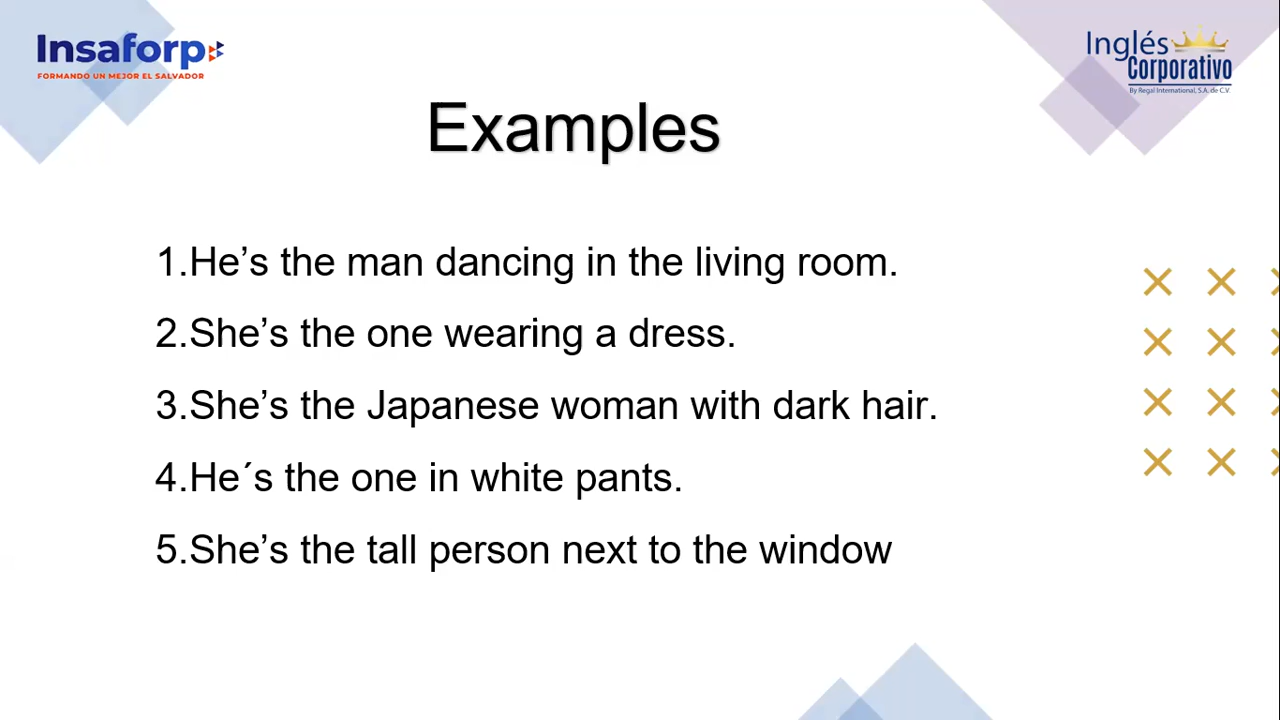 Insaforp
FORMANDO UN MEJOR EL SALVADOR
Inglés
Corporativo
By Regal International, S.A. de C.V.
Examples
1.He’s the man dancing in the living room.
2.She’s the one wearing a dress.
3.She’s the Japanese woman with dark hair.
4.He´s the one in white pants.
5.She’s the tall person next to the window